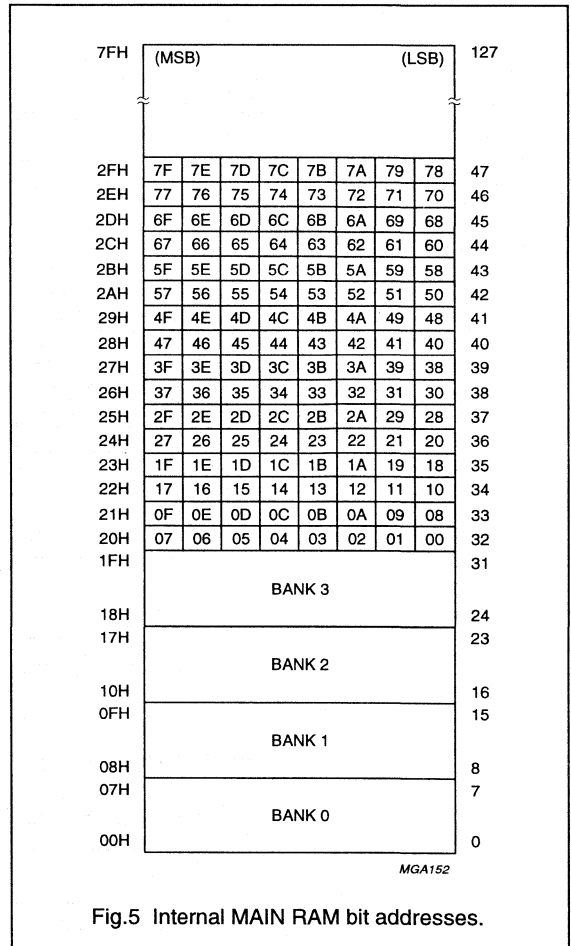 7FH (MSB) (LSB) 127
2FH 7F 7E 7D 7C 7B 7A 79 78 47
2EH 77 76 75 74 73 72 71 70 46
2DH 6F 6E 6D 6C 6B 6A 69 68 45
2CH 67 66 65 64 63 62 61 60 44
2BH 5F 5E 5D 5C 5B 5A 59 58 43
2AH 57 56 55 54 53 52 51 50 42
29H 4F 4E 4D 4C 4B 4A 49 48 41
28H 47 46 45 44 43 42 41 40 40
27H 3F 3E 3D 3C 3B 3A 39 38 39
26H 37 36 35 34 33 32 31 30 38
25H 2F 2E 2D 2C 2B 2A 29 28 37
24H 27 26 25 24 23 22 21 20 36
23H 1F 1E 1D 1C 1B 1A 19 18 35
22H 17 16 15 14 13 12 11 10 34
21H 0F 0E 0D 0C 0B 0A 09 08 33
20H 07 06 05 04 03 02 01 00 32
1FH 31
BANK 3
18H 24
17H 23
BANK 2
10H 16
0FH 15
BANK 1
08H 8
07H 7
BANK 0
00H 0
MGA152
Fig.5 Internal MAIN RAM bit addresses.